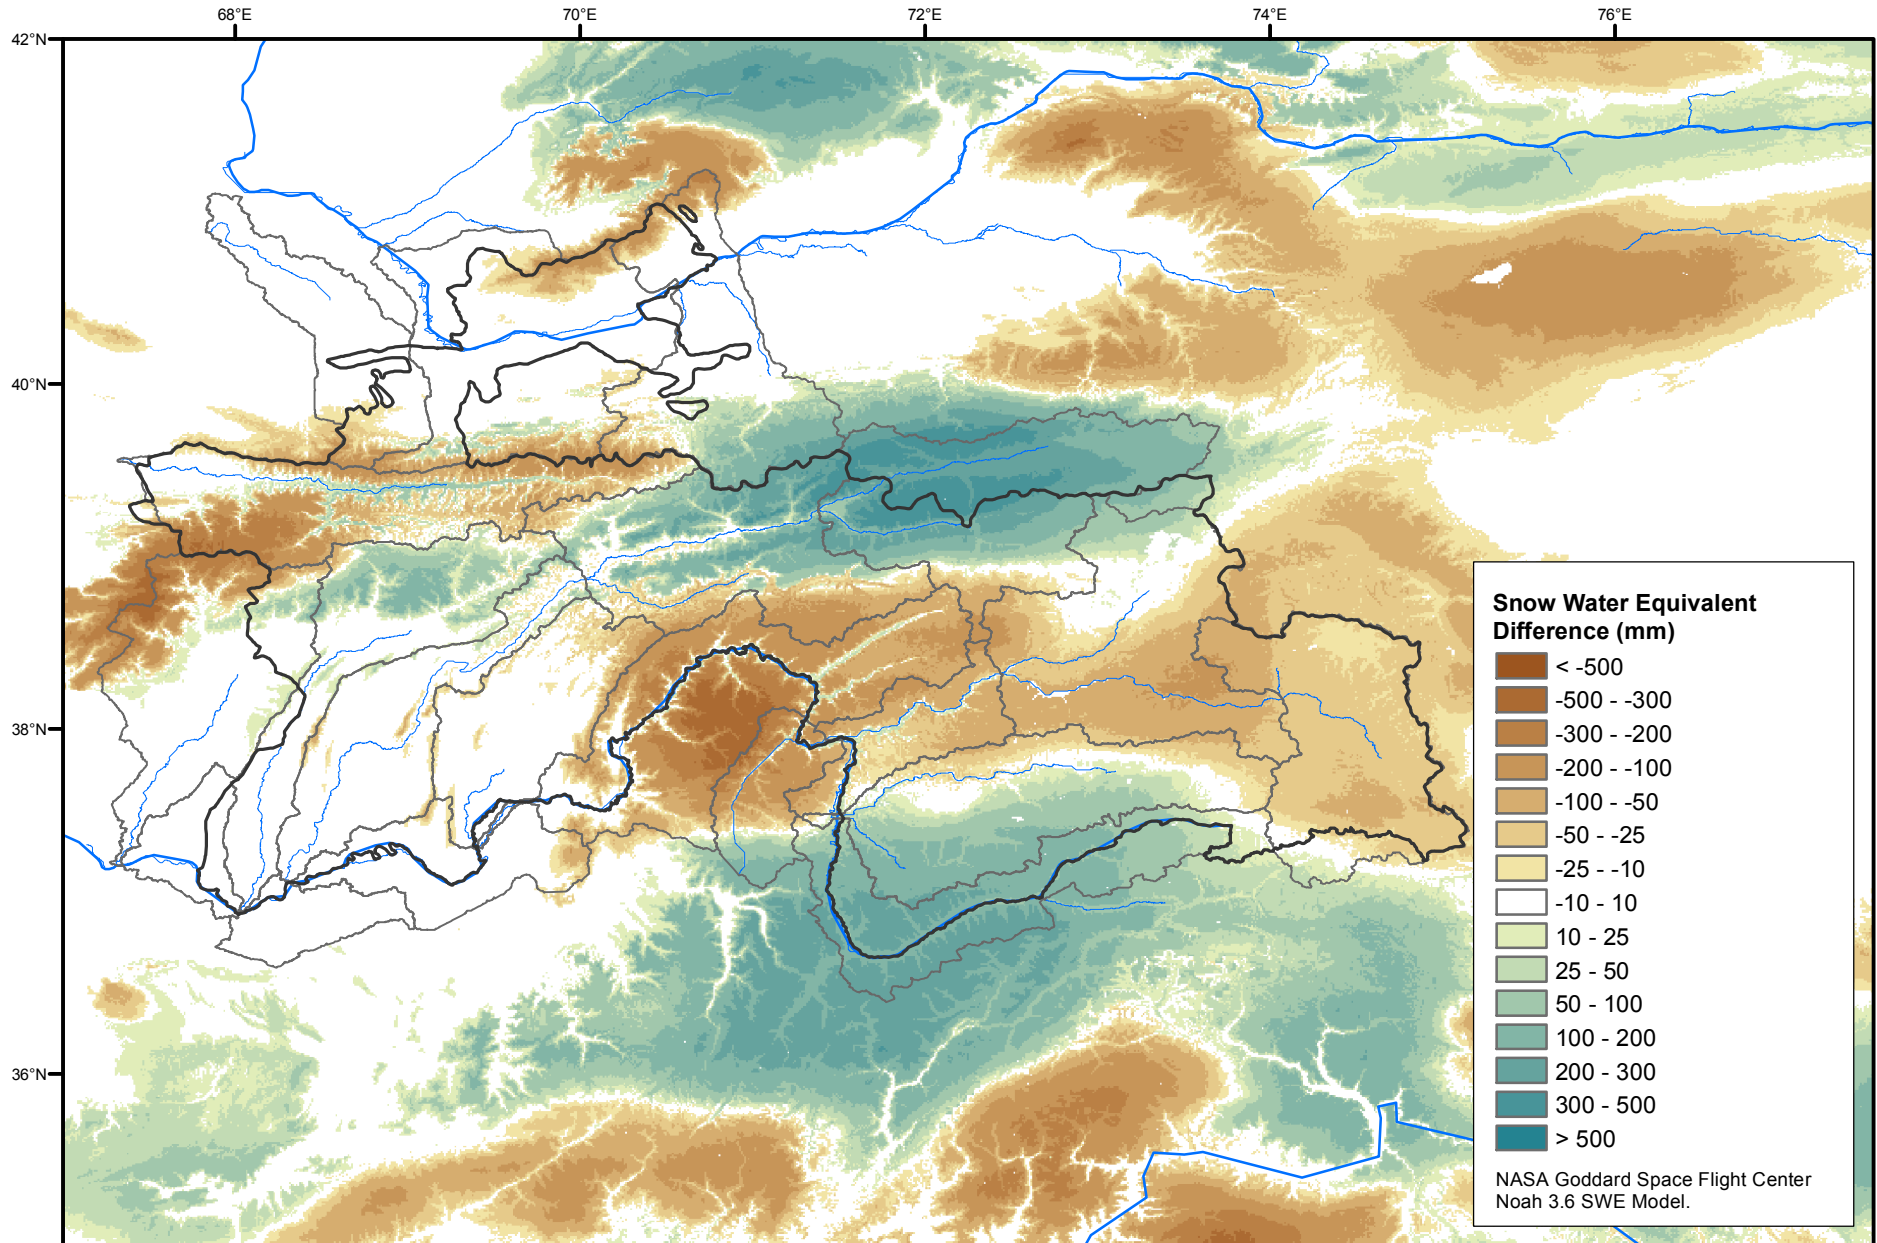 68°E
70°E
72°E
74°E
76°E
42°N
40°N
38°N
36°N
Snow Water Equivalent
Difference (mm)
< -500
-500 - -300
-300 - -200
-200 - -100
-100 - -50
-50 - -25
-25 - -10
-10 - 10
10 - 25
25 - 50
50 - 100
100 - 200
200 - 300
300 - 500
> 500
NASA Goddard Space Flight Center
Noah 3.6 SWE Model.